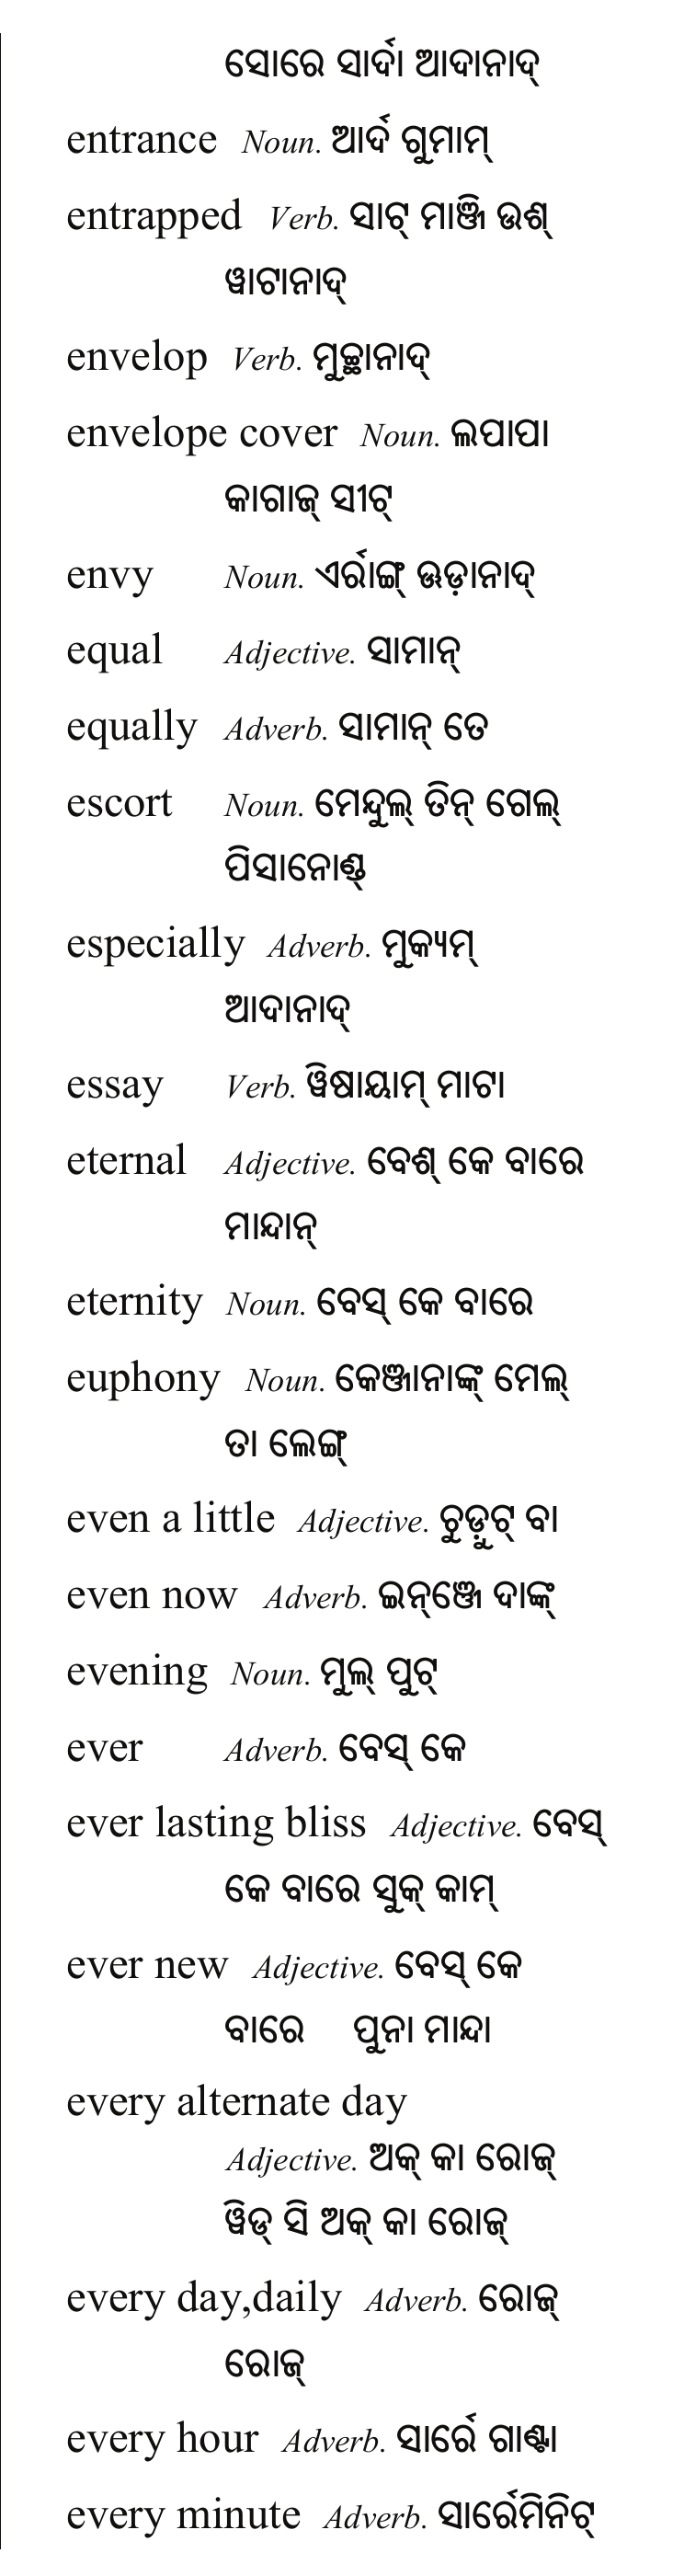 ସୋରେ ସାର୍ଦା ଆଦାନାଦ୍
entrance Noun. ଆର୍ଦ ଗୁମାମ୍
entrapped Verb. ସାଟ୍ ମାଞ୍ଜି ଉଶ୍
ୱାଟାନାଦ୍
envelop Verb. ମୁଚ୍ଛାନାଦ୍
envelope cover Noun. ଲପାପା
କାଗାଜ୍ ସୀଟ୍
envy Noun. ଏର୍ରାଙ୍ଗ୍ ଊଡ଼ାନାଦ୍
equal Adjective. ସାମାନ୍
equally Adverb. ସାମାନ୍ ତେ
escort Noun. ମେନ୍ଦୁଲ୍ ତିନ୍ ଗେଲ୍
ପିସାନୋଣ୍ଡ୍
especially Adverb. ମୁକ୍ୟମ୍
ଆଦାନାଦ୍
essay Verb. ୱିଷାୟାମ୍ ମାଟା
eternal Adjective. ବେଶ୍ କେ ବାରେ
ମାନ୍ଦାନ୍
eternity Noun. ବେସ୍ କେ ବାରେ
euphony Noun. କେଞ୍ଜାନାଙ୍କ୍ ମେଲ୍
ତା ଲେଙ୍ଗ୍
even a little Adjective. ଚୁଡୁଟ୍ ବା
even now Adverb. ଇନ୍‌ଞ୍ଜେ ଦାଙ୍କ୍
evening Noun. ମୁଲ୍ ପୁଟ୍
ever Adverb. ବେସ୍ କେ
ever lasting bliss Adjective. ବେସ୍
କେ ବାରେ ସୁକ୍ କାମ୍
ever new Adjective. ବେସ୍ କେ
ବାରେ ପୁନା ମାନ୍ଦା
every alternate day
Adjective. ଅକ୍ କା ରୋଜ୍
ୱିଡ୍ ସି ଅକ୍ କା ରୋଜ୍
every day,daily Adverb. ରୋଜ୍
ରୋଜ୍
every hour Adverb. ସାର୍ରେ ଗାଣ୍ଟା
every minute Adverb. ସାର୍ରେମିନିଟ୍